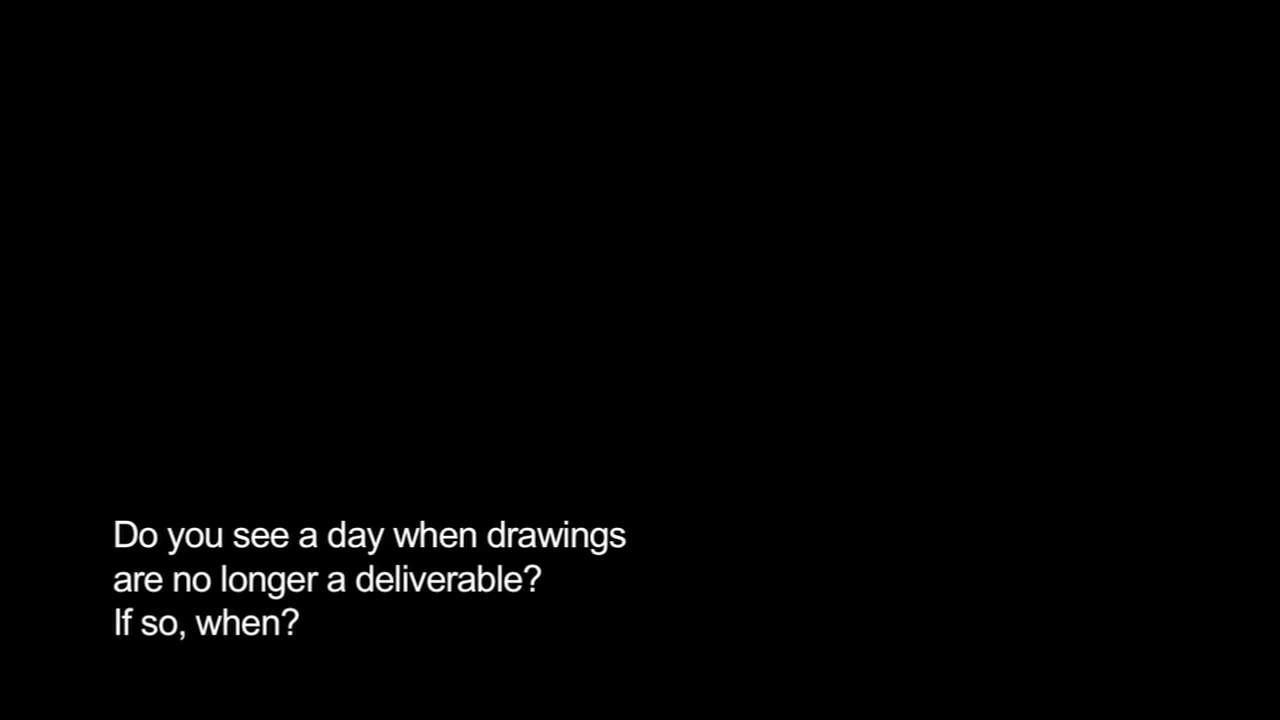 Do you see a day when drawings
are no longer a deliverable?
If so, when?